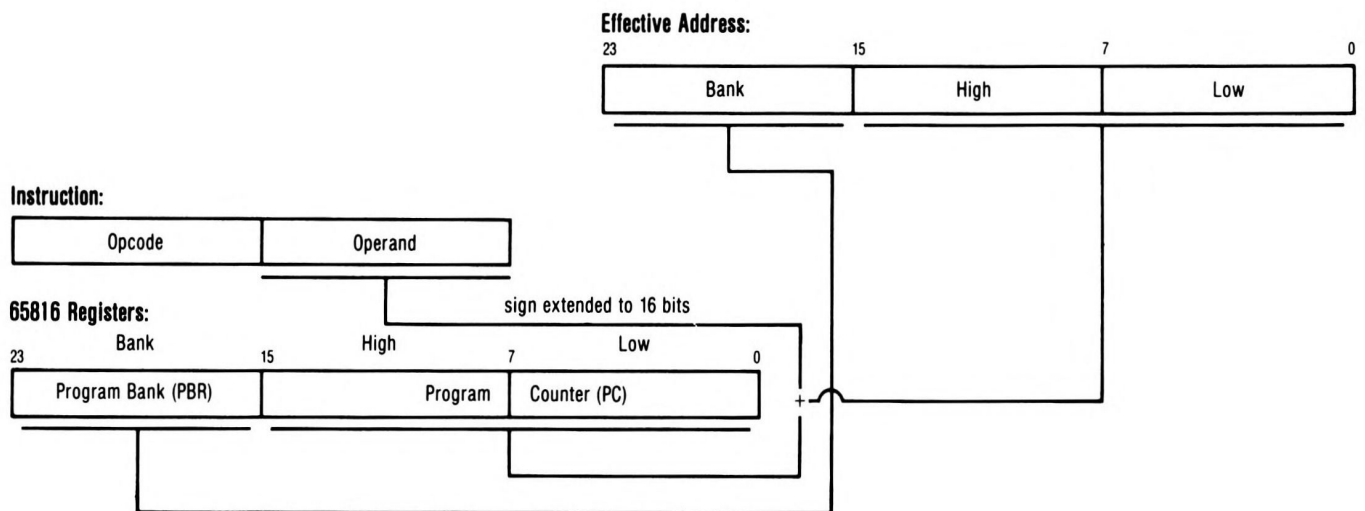 Effective Address:
23 15 7 0
Bank High Low
Instruction:
Opcode Operand
sign extended to 16 bits
65816 Registers:
Bank High Low
23 15 7 0
Program Bank (PBR) Program Counter (PC)
+